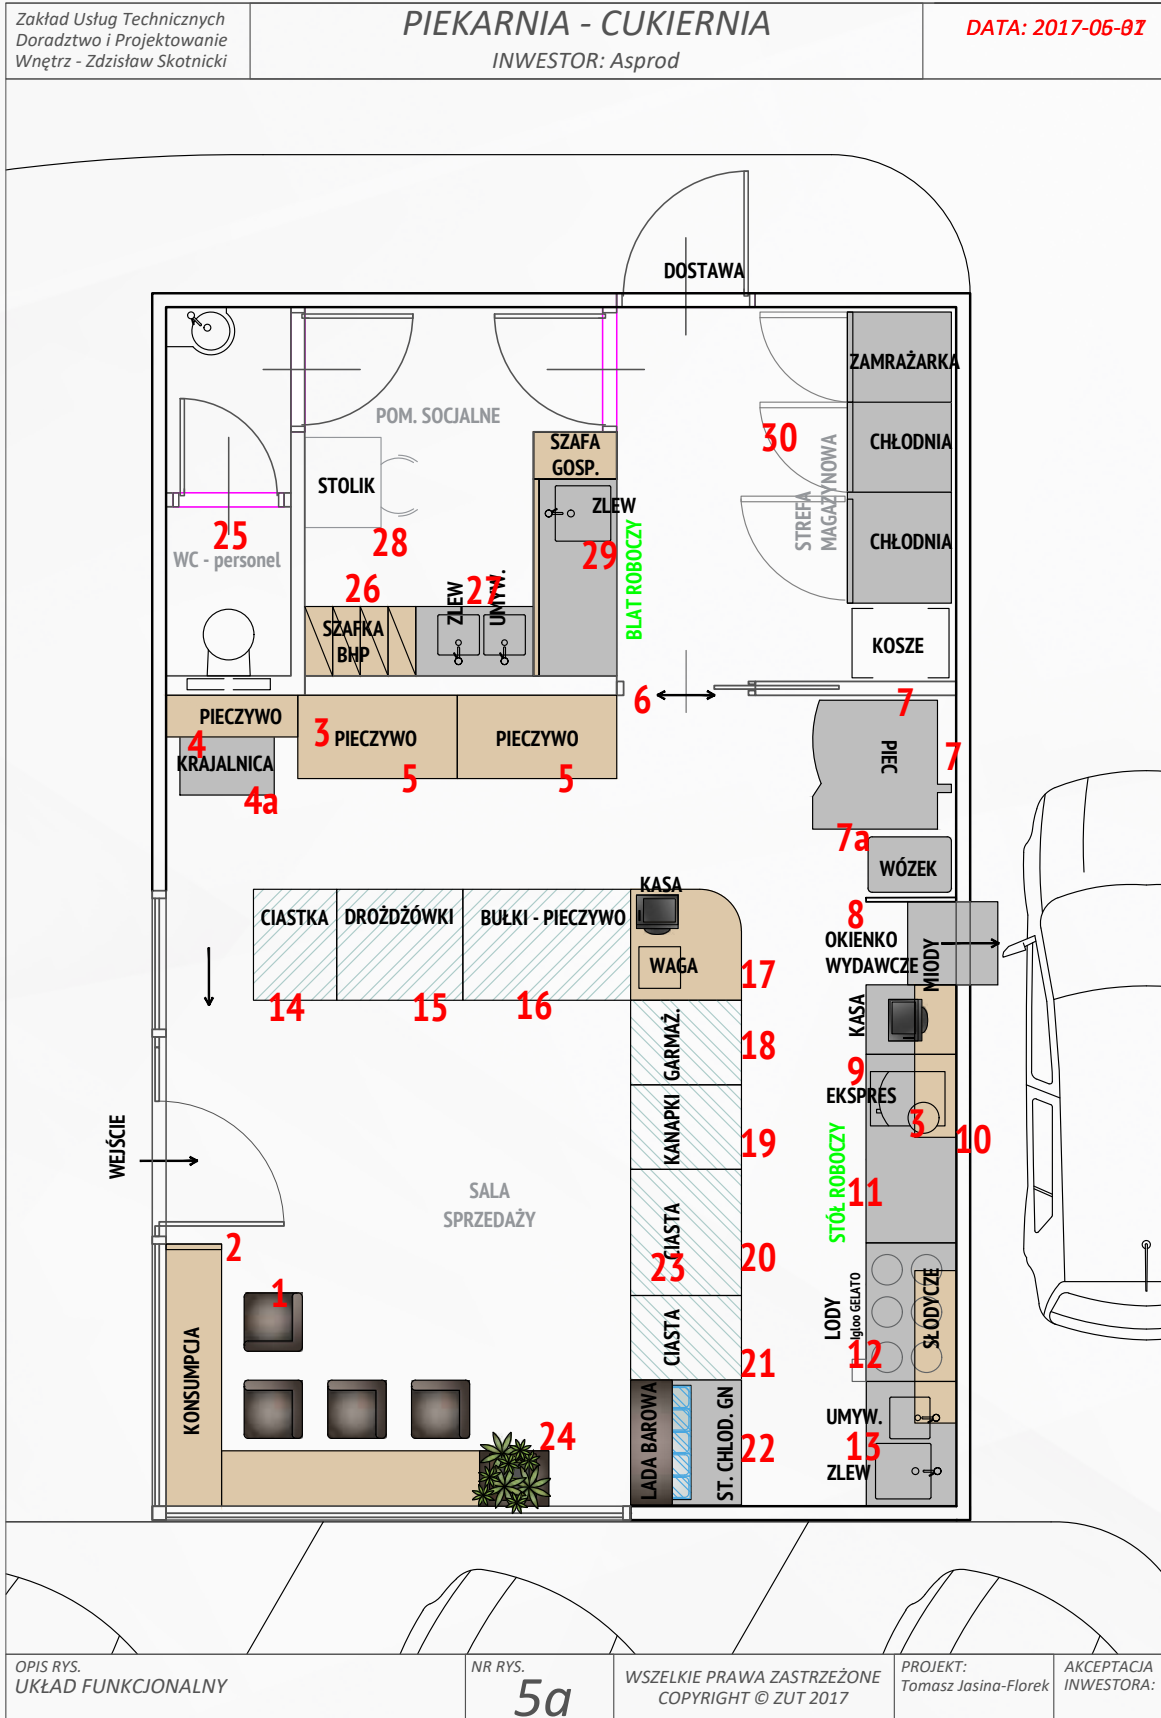 Zakład Usług Technicznych
Doradztwo i Projektowanie
Wnętrz - Zdzisław Skotnicki
PIEKARNIA - CUKIERNIA
INWESTOR: Asprod
DATA: 2017-05-
DOSTAWA
ZAMRAŻARKA
POM. SOCJALNE
30
CHŁODNIA
SZAFA
GOSP.
STOLIK
ZLEW
STREFA
MAGAZYNOWA
25
WC - personel
28
29
CHŁODNIA
BLAT ROBOCZY
26
27
ZLEW
UMYW.
SZAFKA
BHP
KOSZE
6
7
PIECZYWO
4
3
PIECZYWO
PIECZYWO
PIEC
7
KRAJALNICA
4a
5
5
7a
WÓZEK
KASA
CIASTKA
DROŻDŻÓWKI
BUŁKI - PIECZYWO
8
OKIENKO
WYDAWCZE
MIODY
WAGA
17
14
15
16
KASA
GARMAŻ.
18
9
EKSPRES
3
10
KANAPKI
19
WEJŚCIE
STÓŁ ROBOCZY
11
SALA
SPRZEDAŻY
2
CIASTA
23
20
1
LODY
Igloo GELATO
SŁODYCZE
12
KONSUMPCJA
CIASTA
21
LADA BAROWA
ST. CHLOD. GN
22
24
UMYW.
13
ZLEW
OPIS RYS.
UKŁAD FUNKCJONALNY
NR RYS.
5a
WSZELKIE PRAWA ZASTRZEŻONE
COPYRIGHT © ZUT 2017
PROJEKT:
Tomasz Jasina-Florek
AKCEPTACJA
INWESTORA: